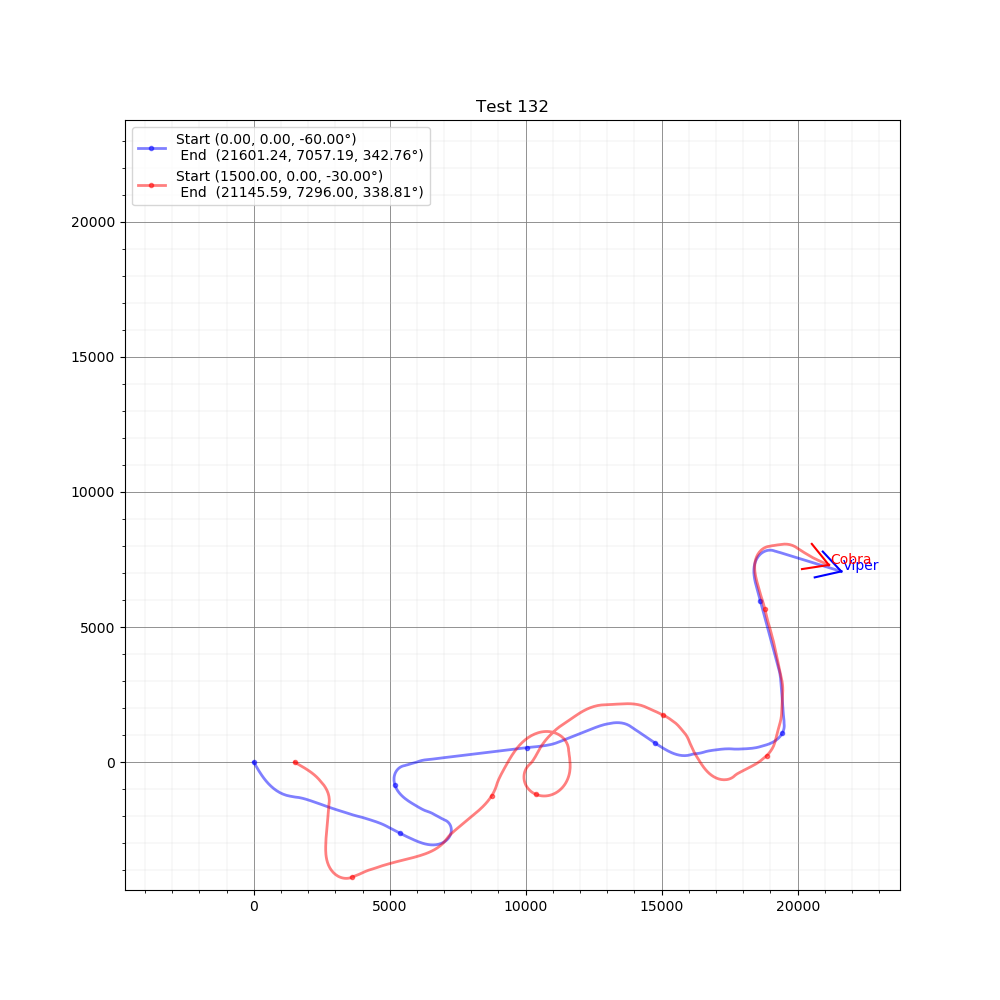 Test 132
Start (0.00, 0.00, -60.00°)
End (21601.24, 7057.19, 342.76°)
Start (1500.00, 0.00, -30.00°)
End (21145.59, 7296.00, 338.81°)
20000
15000
10000
5000
0
Cobra
Viper
0 5000 10000 15000 20000